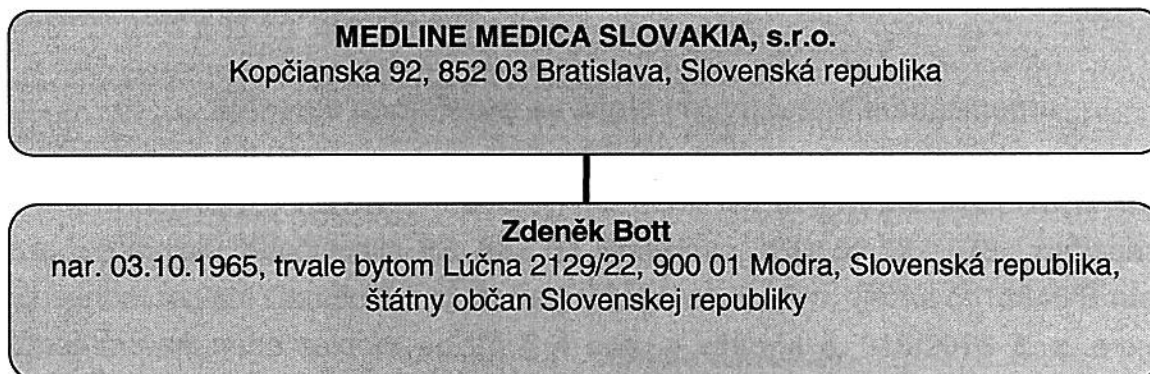 MEDLINE MEDICA SLOVAKIA, s.r.o.
Kopčianska 92, 852 03 Bratislava, Slovenská republika
Zdeněk Bott
nar. 03.10.1965, trvale bytom Lúčna 2129/22, 900 01 Modra, Slovenská republika,
štátny občan Slovenskej republiky